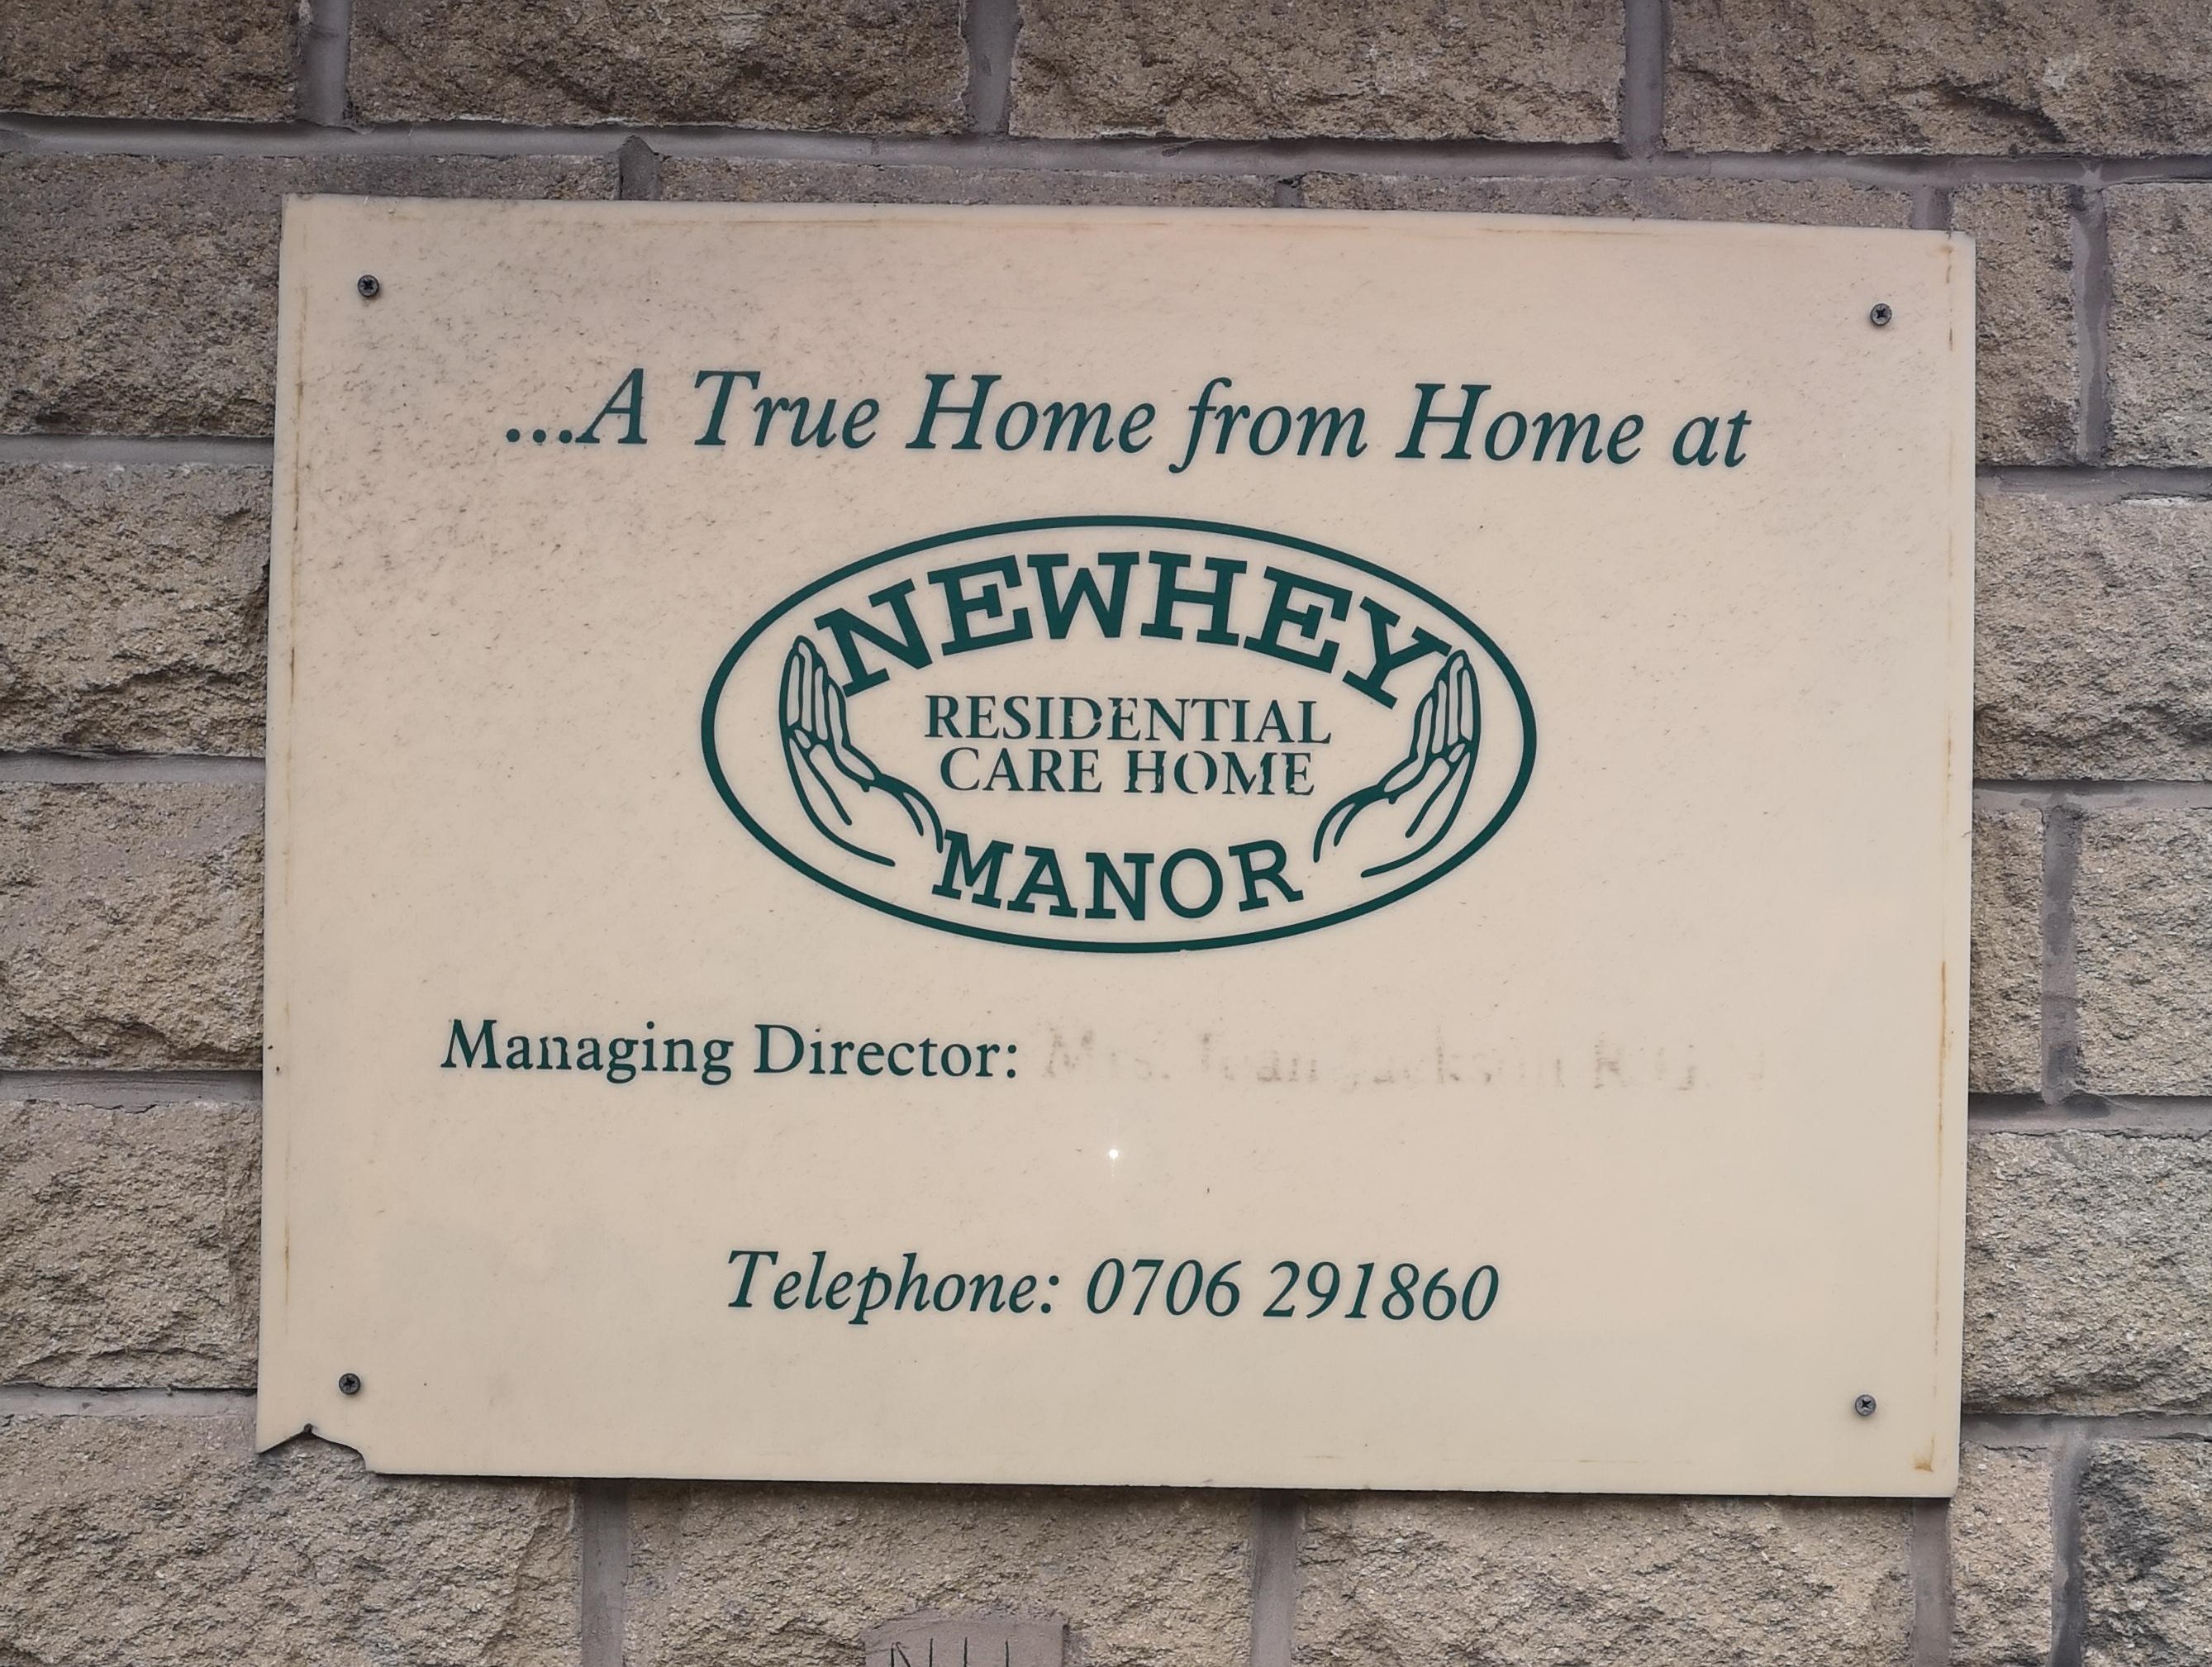 ...A True Home from Home at
NEWHEY
RESIDENTIAL
CARE HOME
MANOR
Managing Director:
Telephone: 0706 291860